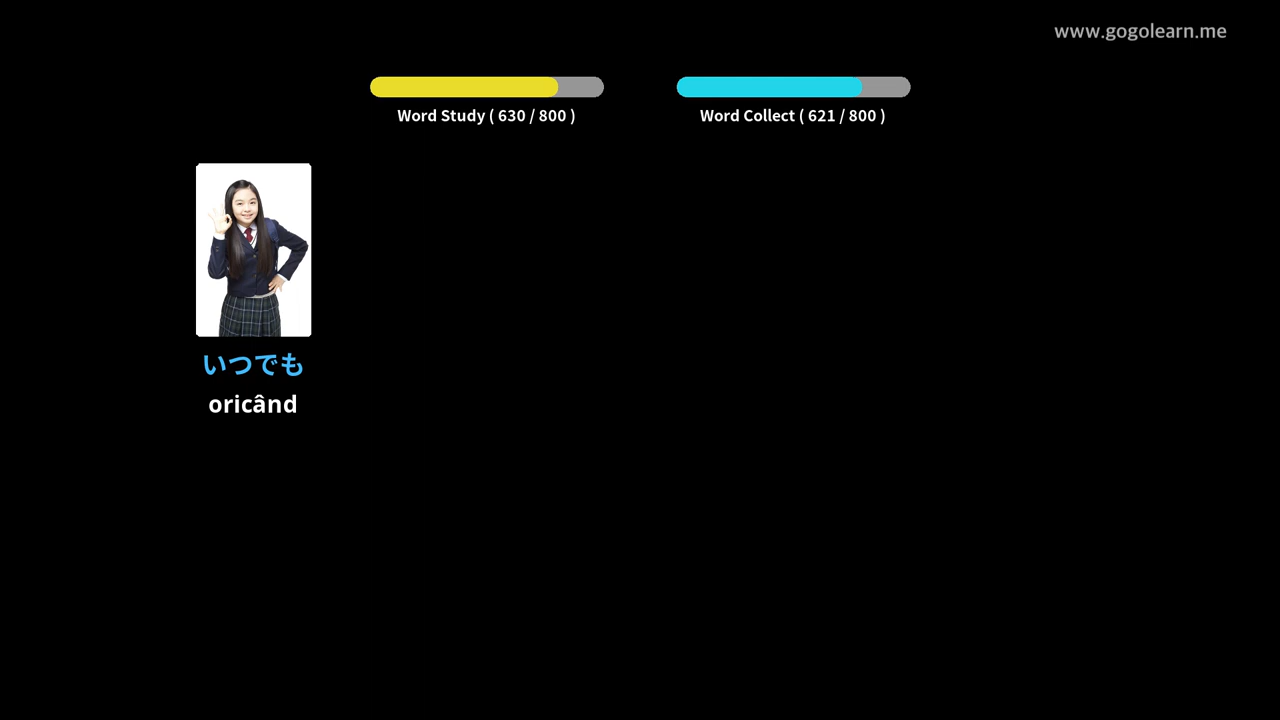 www.gogolearn.me
Word Study ( 630 / 800 )
Word Collect ( 621 / 800 )
いつでも
oricând